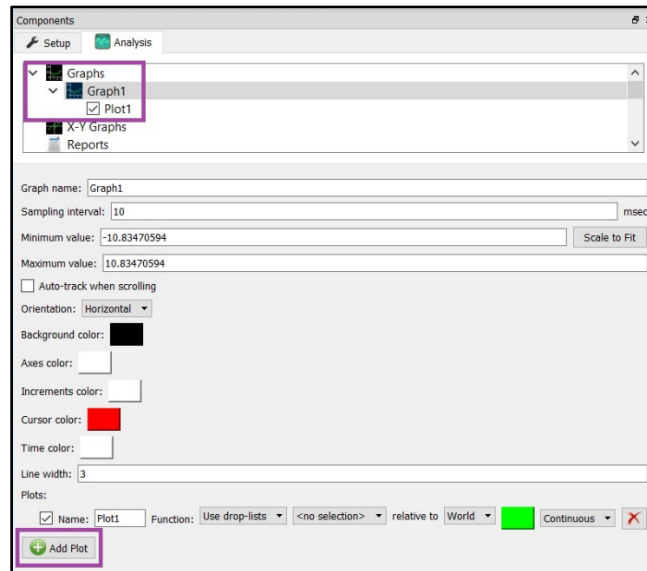 Components
Setup Analysis
Graphs
Graph1
Plot1
X-Y Graphs
Reports
Graph name: Graph1
Sampling interval: 10 msec
Minimum value: -10.83470594 Scale to Fit
Maximum value: 10.83470594
Auto-track when scrolling
Orientation: Horizontal
Background color:
Axes color:
Increments color:
Cursor color:
Time color:
Line width: 3
Plots:
Name: Plot1 Function: Use drop-lists <no selection> relative to World Continuous
Add Plot